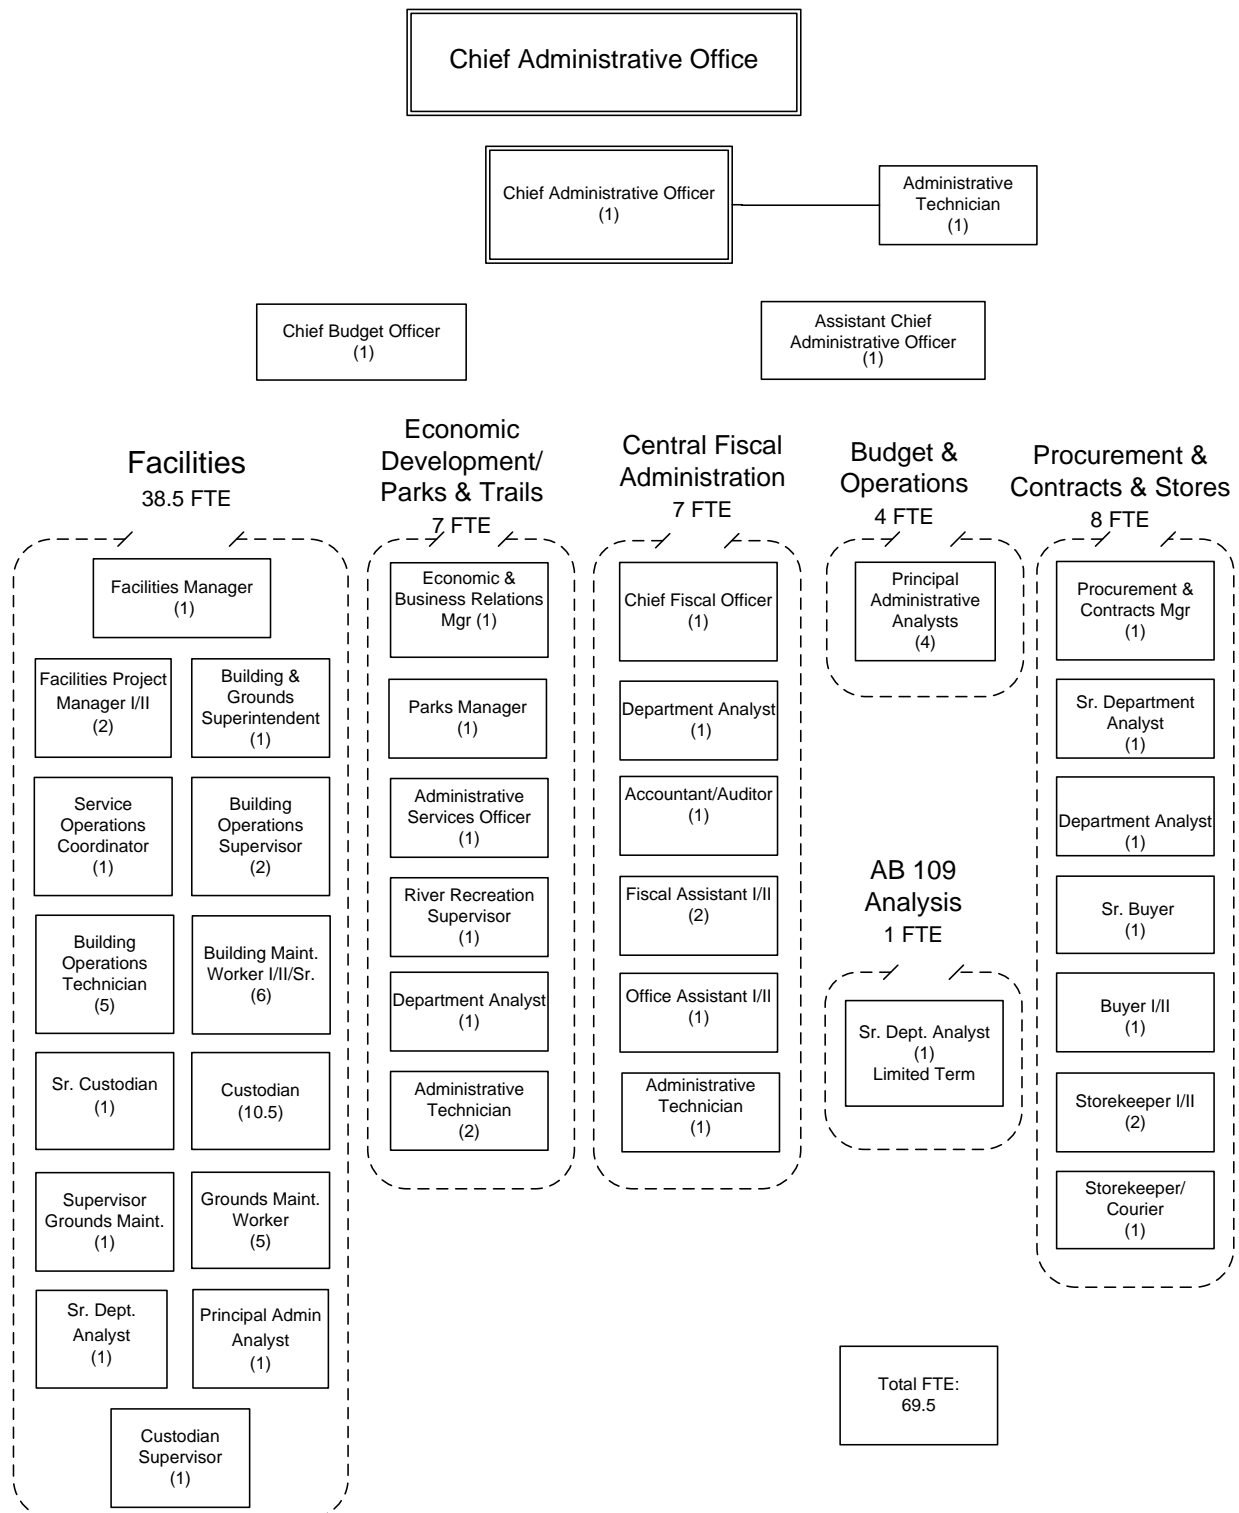 Chief Administrative Office
Chief Administrative Officer
(1)
Administrative
Technician
(1)
Chief Budget Officer
(1)
Assistant Chief
Administrative Officer
(1)
Facilities
38.5 FTE
Facilities Manager
(1)
Facilities Project
Manager I/II
(2)
Building &
Grounds
Superintendent
(1)
Service
Operations
Coordinator
(1)
Building
Operations
Supervisor
(2)
Building
Operations
Technician
(5)
Building Maint.
Worker I/II/Sr.
(6)
Sr. Custodian
(1)
Custodian
(10.5)
Supervisor
Grounds Maint.
(1)
Grounds Maint.
Worker
(5)
Sr. Dept.
Analyst
(1)
Principal Admin
Analyst
(1)
Custodian
Supervisor
(1)
Economic
Development/
Parks & Trails
7 FTE
Economic &
Business Relations
Mgr (1)
Parks Manager
(1)
Administrative
Services Officer
(1)
River Recreation
Supervisor
(1)
Department Analyst
(1)
Administrative
Technician
(2)
Central Fiscal
Administration
7 FTE
Chief Fiscal Officer
(1)
Department Analyst
(1)
Accountant/Auditor
(1)
Fiscal Assistant I/II
(2)
Office Assistant I/II
(1)
Administrative
Technician
(1)
Budget &
Operations
4 FTE
Principal
Administrative
Analysts
(4)
AB 109
Analysis
1 FTE
Sr. Dept. Analyst
(1)
Limited Term
Procurement &
Contracts & Stores
8 FTE
Procurement &
Contracts Mgr
(1)
Sr. Department
Analyst
(1)
Department Analyst
(1)
Sr. Buyer
(1)
Buyer I/II
(1)
Storekeeper I/II
(2)
Storekeeper/
Courier
(1)
Total FTE:
69.5